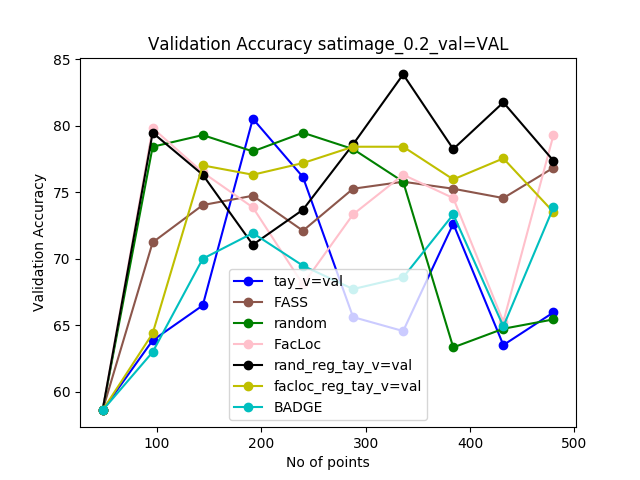 Validation Accuracy satimage_0.2_val=VAL
85
80
75
70
65
60
Validation Accuracy
tay_v=val
FASS
random
FacLoc
rand_reg_tay_v=val
facloc_reg_tay_v=val
BADGE
100 200 300 400 500
No of points